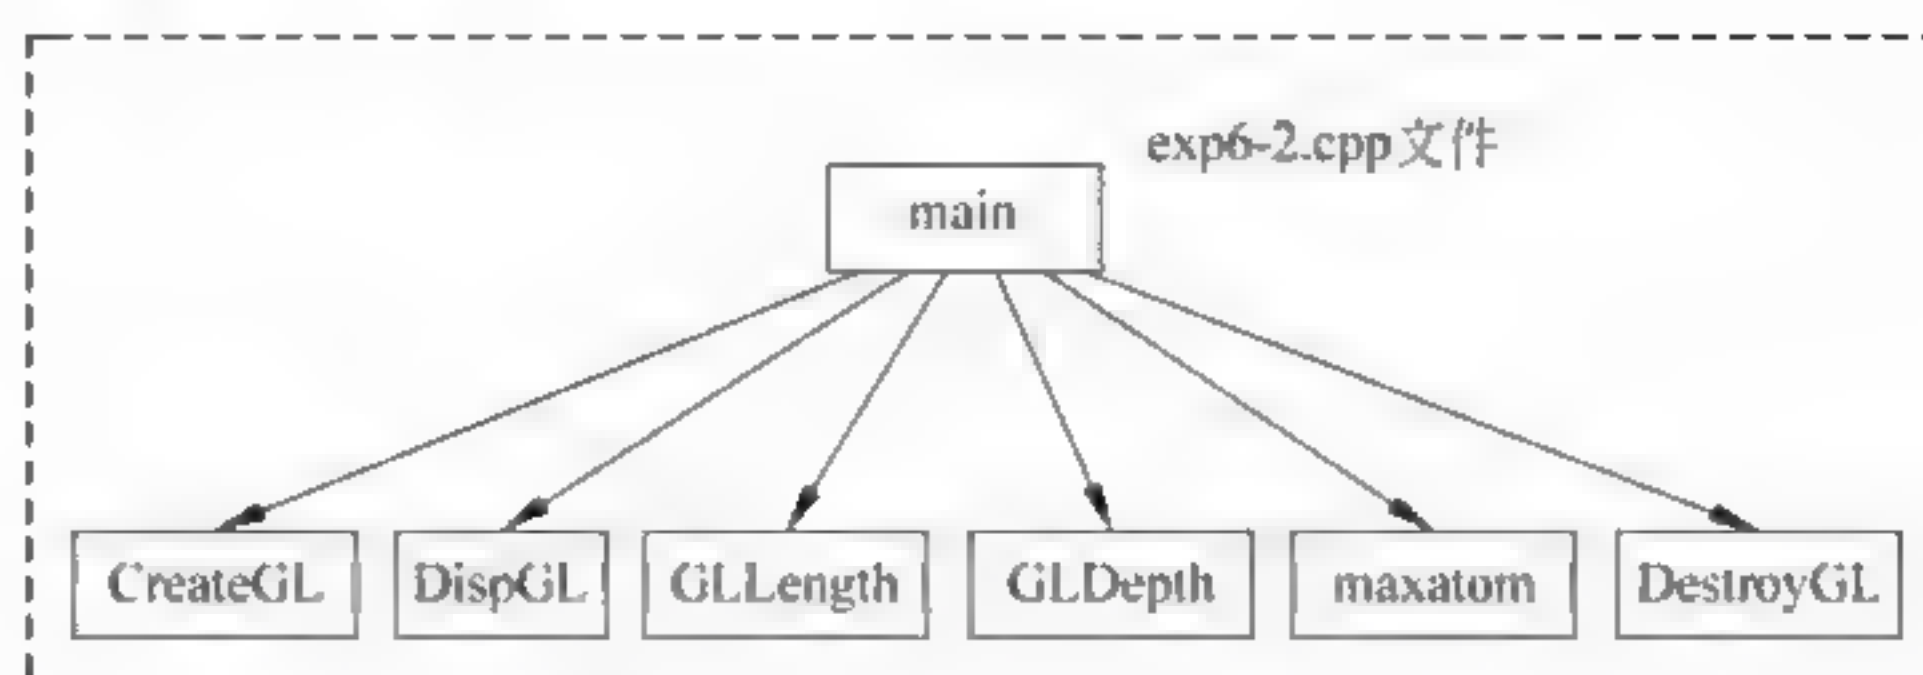 exp6-2.cpp文件
main
CreateGL
DispGL
GLLength
GLDepth
maxatom
DestroyGL